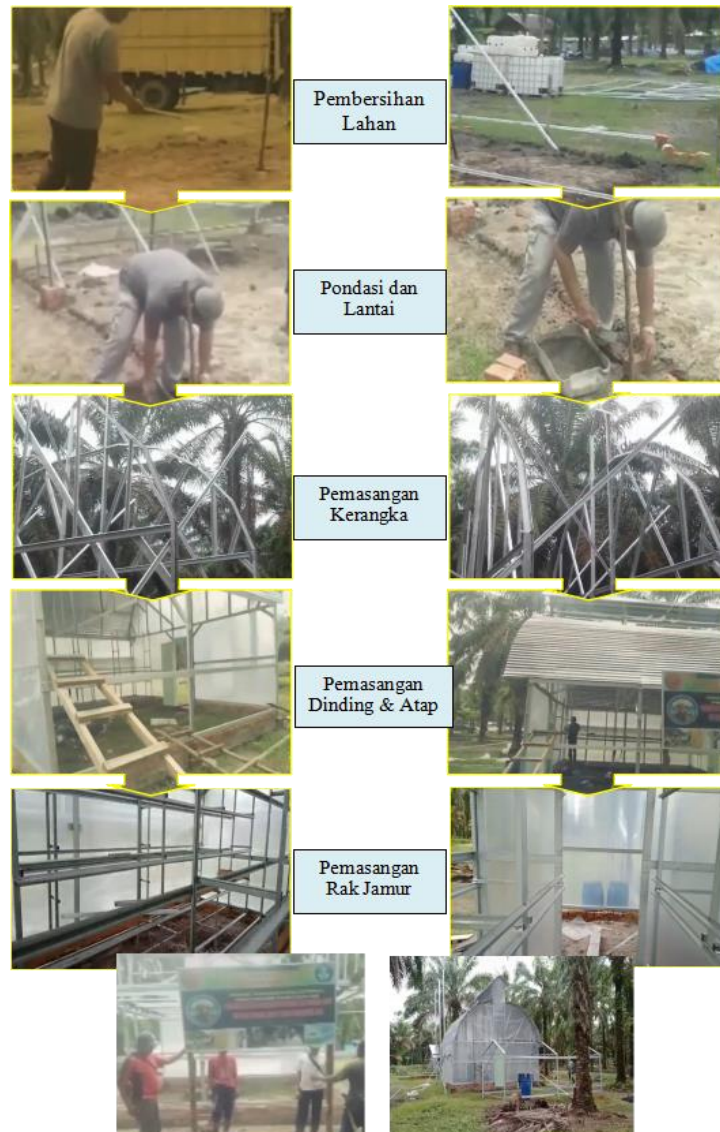 Pembersihan
Lahan
Pondasi dan
Lantai
Pemasangan
Kerangka
Pemasangan
Dinding & Atap
Pemasangan
Rak Jamur